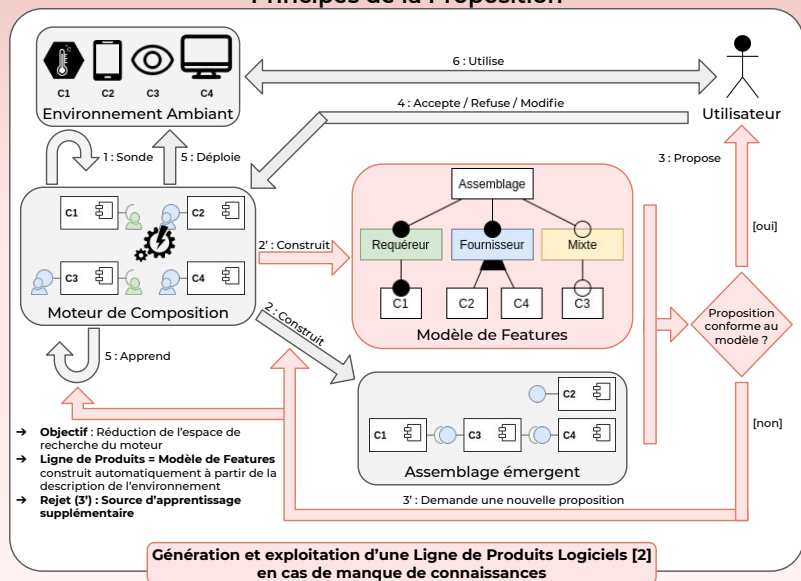 Principes de la Proposition
°C
C1
C2
C3
C4
Environnement Ambiant
6 : Utilise
4 : Accepte / Refuse / Modifie
Utilisateur
1 : Sonde
5 : Déploie
3 : Propose
C1
C2
C3
C4
Moteur de Composition
2' : Construit
Assemblage
Requéreur
Fournisseur
Mixte
C1
C2
C4
C3
Modèle de Features
[oui]
Proposition
conforme au
modèle ?
2 : Construit
5 : Apprend
C2
C1
C3
C4
Assemblage émergent
[non]
➔ Objectif : Réduction de l'espace de
recherche du moteur
➔ Ligne de Produits = Modèle de Features
construit automatiquement à partir de la
description de l'environnement
➔ Rejet (3') : Source d'apprentissage
supplémentaire
3' : Demande une nouvelle proposition
Génération et exploitation d'une Ligne de Produits Logiciels [2]
en cas de manque de connaissances